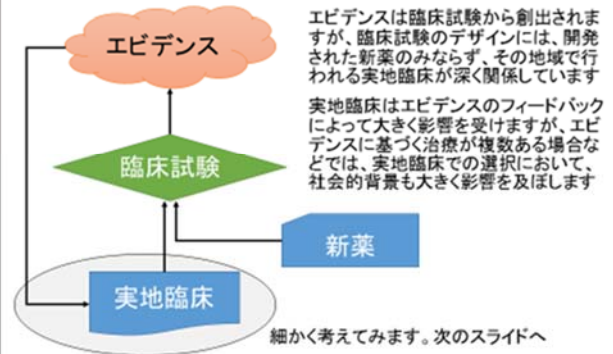 エビデンス
エビデンスは臨床試験から創出されま
すが、臨床試験のデザインには、開発
された新薬のみならず、その地域で行
われる実地臨床が深く関係しています
実地臨床はエビデンスのフィードバック
によって大きく影響を受けますが、エビ
デンスに基づく治療が複数ある場合な
どでは、実地臨床での選択において、
社会的背景も大きく影響を及ぼします
臨床試験
新薬
実地臨床
細かく考えてみます。次のスライドへ